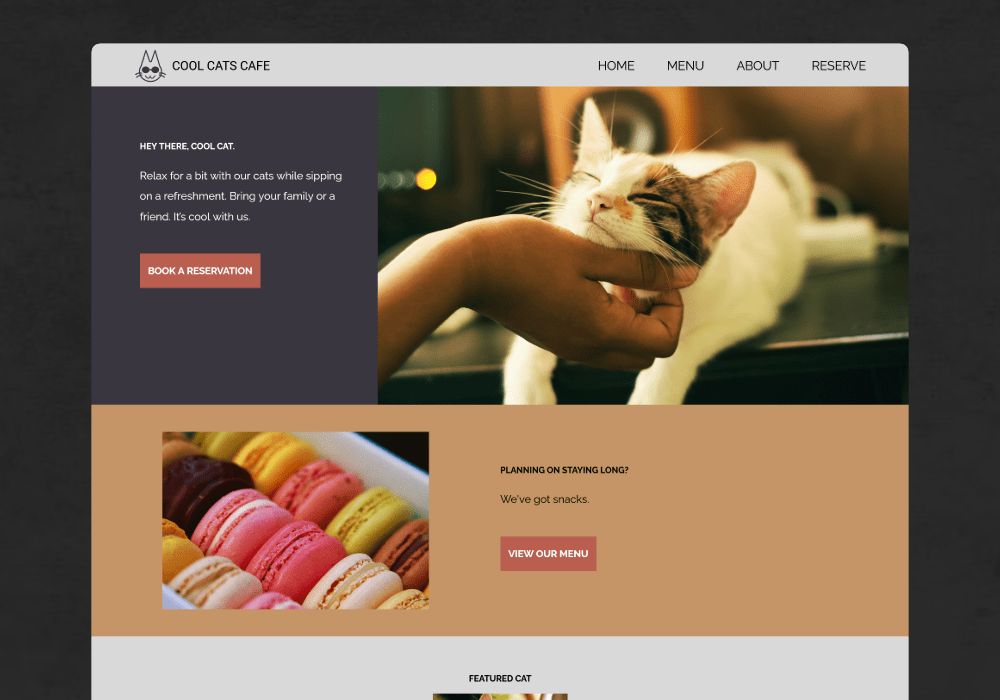 COOL CATS CAFE
HOME MENU ABOUT RESERVE
HEY THERE, COOL CAT.
Relax for a bit with our cats while sipping
on a refreshment. Bring your family or a
friend. It's cool with us.
BOOK A RESERVATION
PLANNING ON STAYING LONG?
We've got snacks.
VIEW OUR MENU
FEATURED CAT